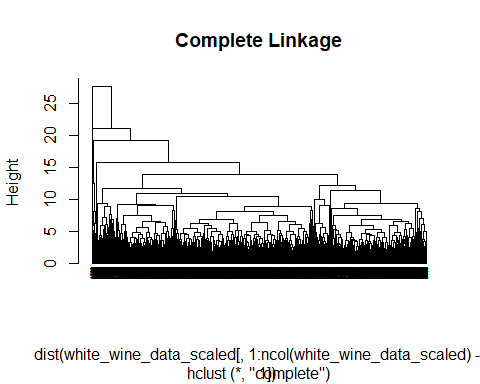 Complete Linkage
Height
0
5
10
15
20
25
dist(white_wine_data_scaled[, 1:ncol(white_wine_data_scaled) -
hclust (*, "complete")